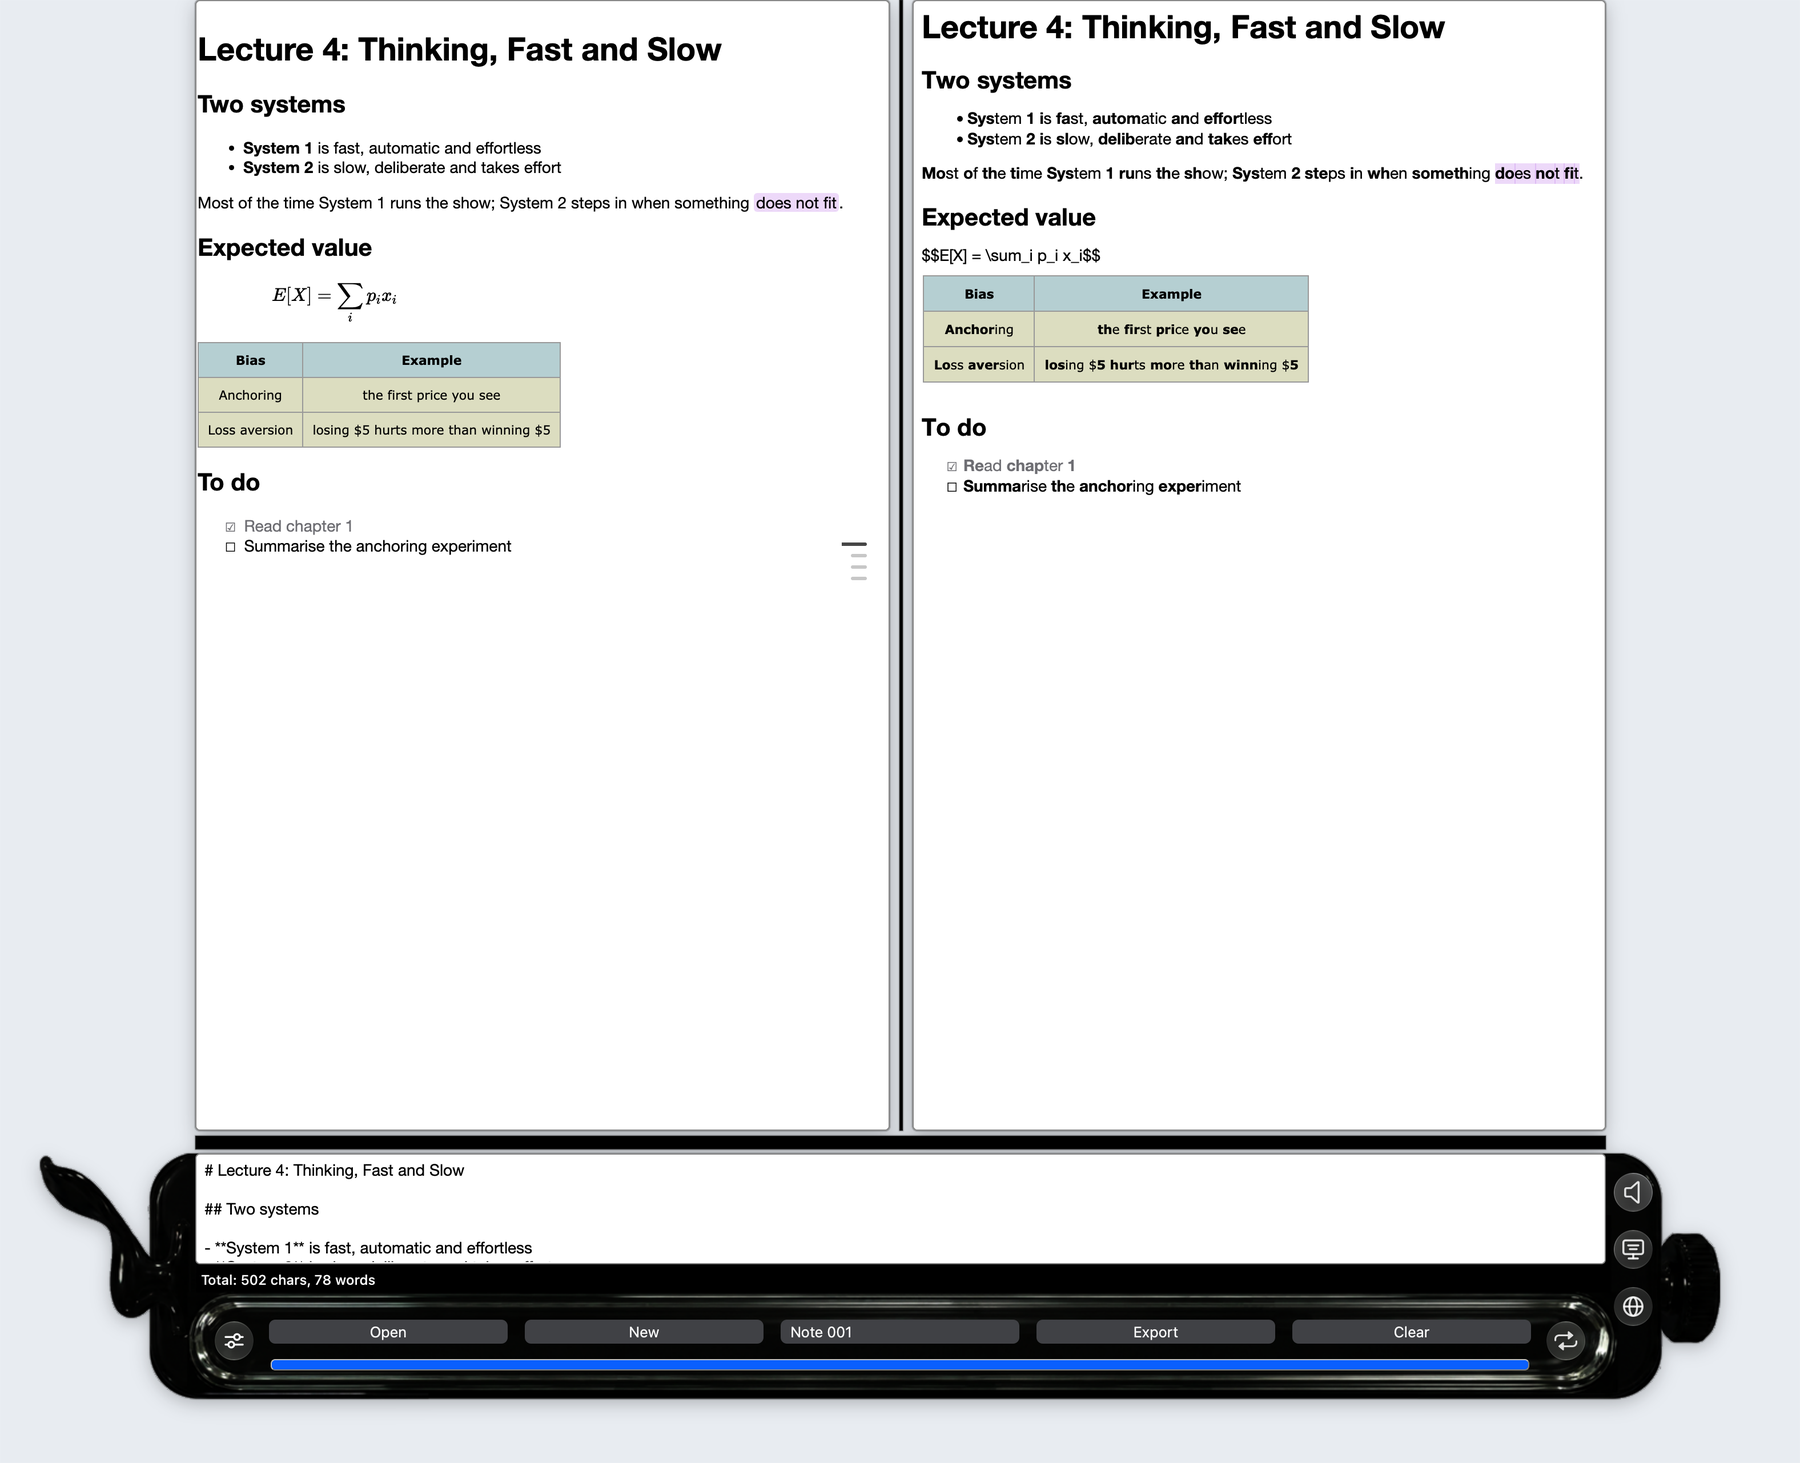 Lecture 4: Thinking, Fast and Slow
Two systems
• System 1 is fast, automatic and effortless
• System 2 is slow, deliberate and takes effort
Most of the time System 1 runs the show; System 2 steps in when something does not fit.
Expected value
E[X] = ∑_i p_i x_i
Bias Example
Anchoring the first price you see
Loss aversion losing $5 hurts more than winning $5
To do
☑ Read chapter 1
☐ Summarise the anchoring experiment
Lecture 4: Thinking, Fast and Slow
Two systems
• System 1 is fast, automatic and effortless
• System 2 is slow, deliberate and takes effort
Most of the time System 1 runs the show; System 2 steps in when something does not fit.
Expected value
$$E[X] = \sum_i p_i x_i$$
Bias Example
Anchoring the first price you see
Loss aversion losing $5 hurts more than winning $5
To do
☑ Read chapter 1
☐ Summarise the anchoring experiment
# Lecture 4: Thinking, Fast and Slow
## Two systems
- **System 1** is fast, automatic and effortless
Total: 502 chars, 78 words
Open New Note 001 Export Clear